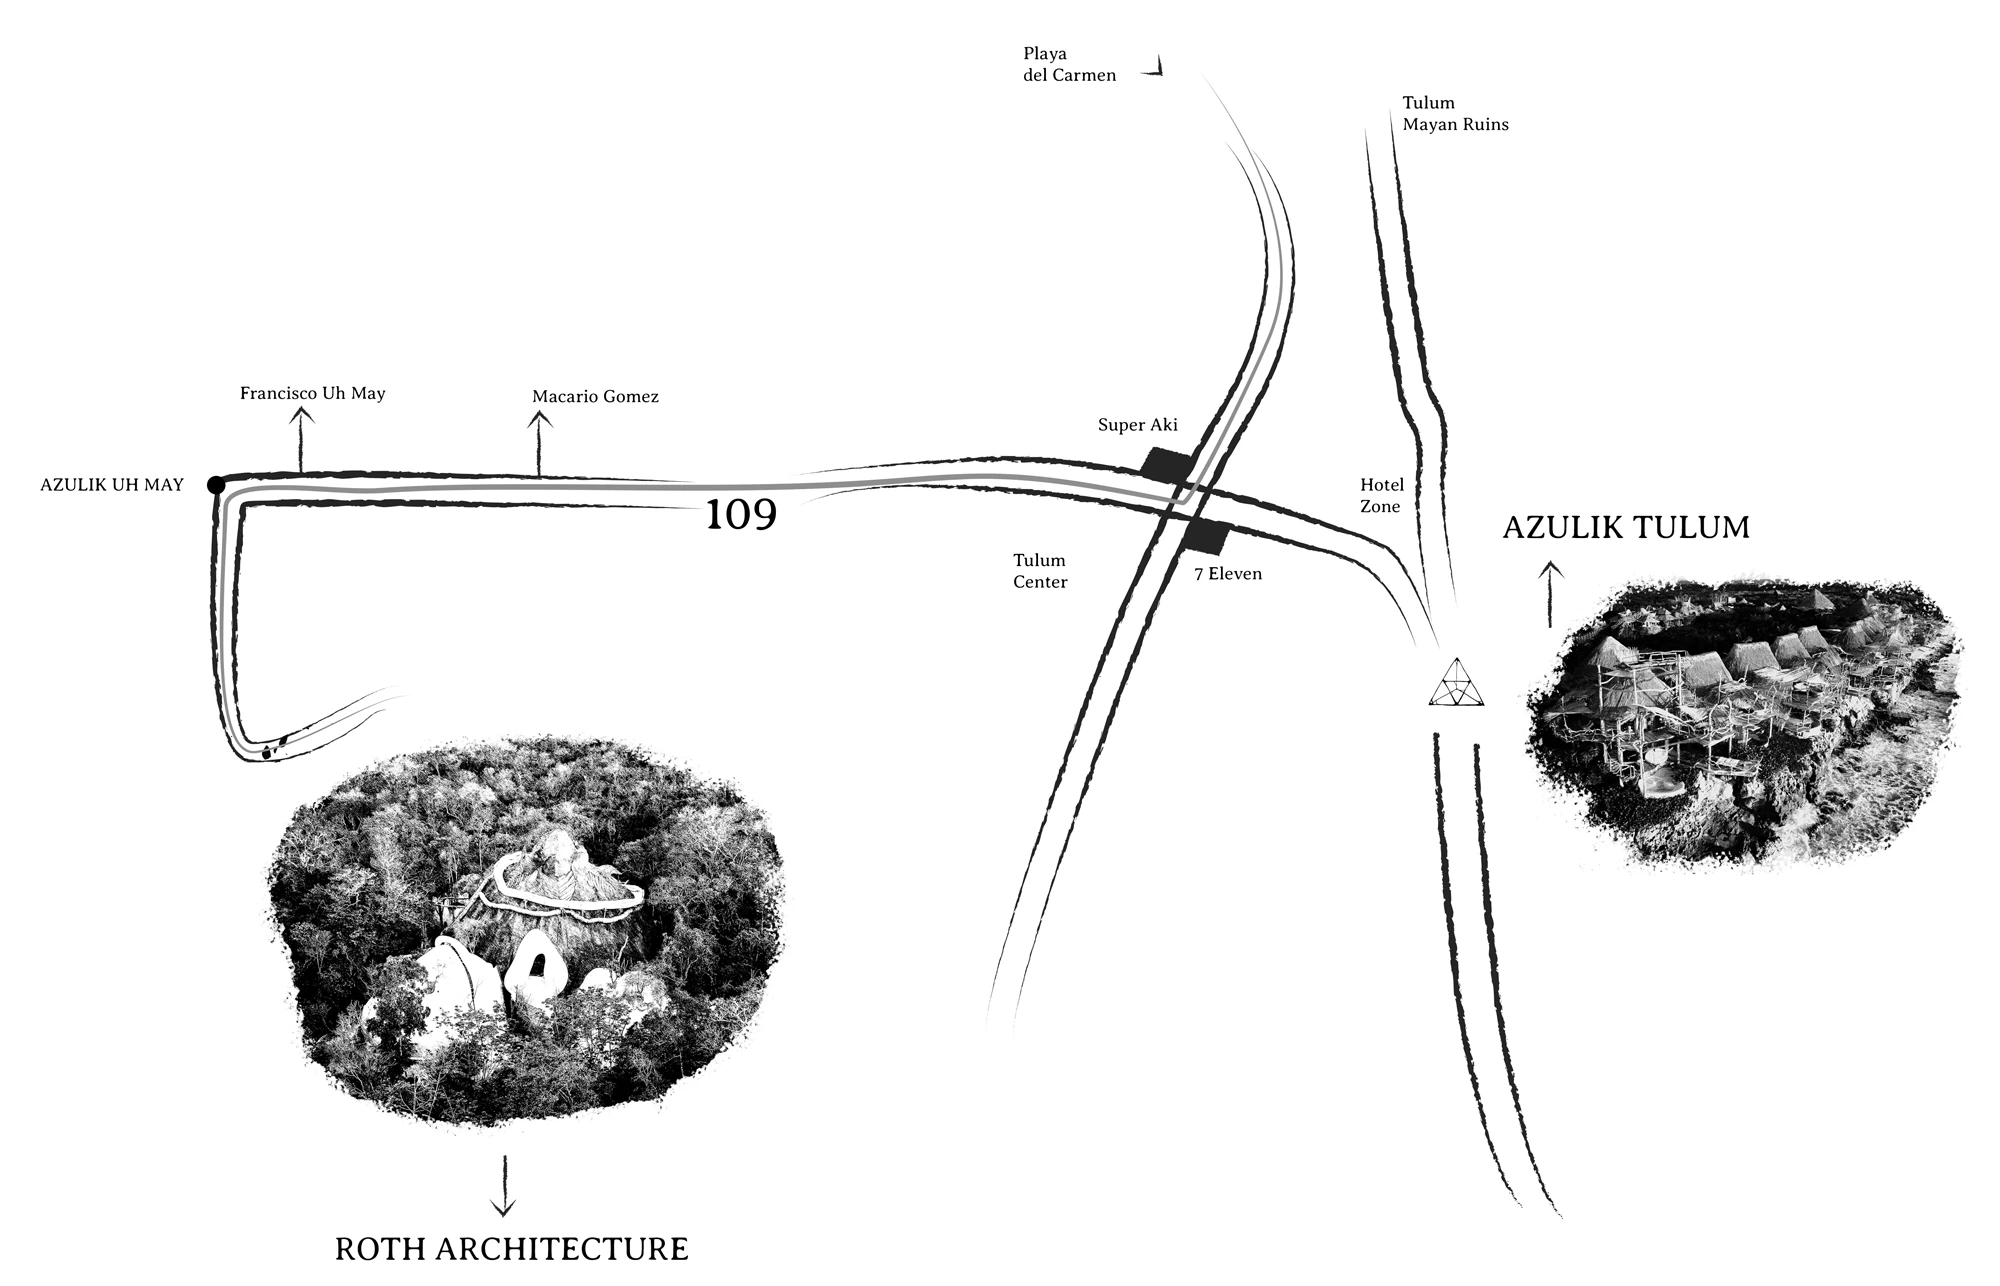 Playa
del Carmen
Tulum
Mayan Ruins
Francisco Uh May
Macario Gomez
Super Aki
AZULIK UH MAY
109
Hotel
Zone
AZULIK TULUM
Tulum
Center
7 Eleven
ROTH ARCHITECTURE